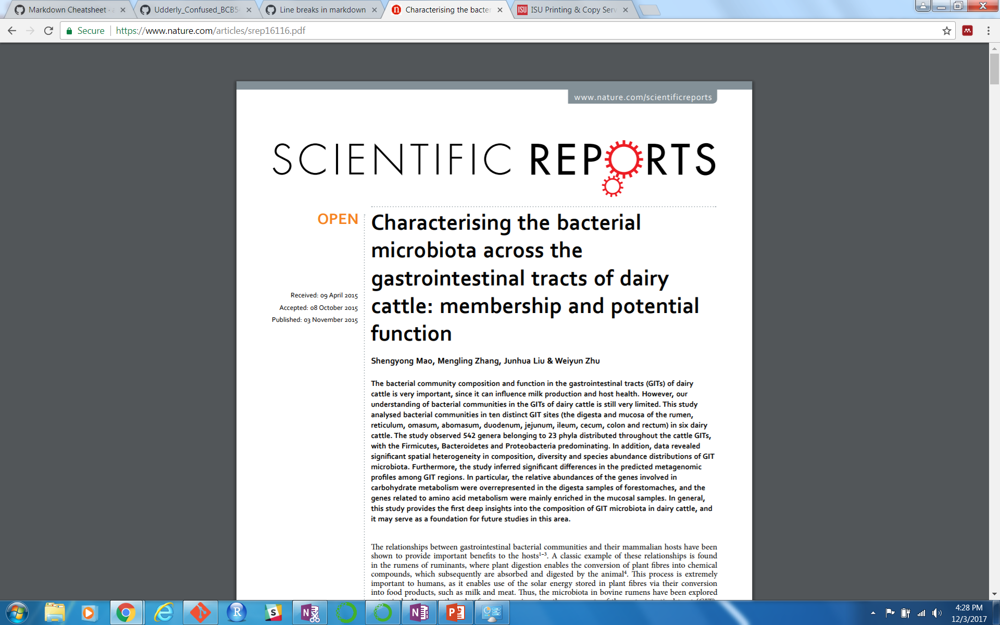 Markdown Cheatsheet
Udderly_Confused_BCB5
Line breaks in markdown
Characterising the bacter
ISU Printing & Copy Serv
Secure
https://www.nature.com/articles/srep16116.pdf
www.nature.com/scientificreports
SCIENTIFIC REPORTS
OPEN
Characterising the bacterial
microbiota across the
gastrointestinal tracts of dairy
cattle: membership and potential
function
Received: 09 April 2015
Accepted: 08 October 2015
Published: 03 November 2015
Shengyong Mao, Mengling Zhang, Junhua Liu & Weiyun Zhu
The bacterial community composition and function in the gastrointestinal tracts (GITs) of dairy
cattle is very important, since it can influence milk production and host health. However, our
understanding of bacterial communities in the GITs of dairy cattle is still very limited. This study
analysed bacterial communities in ten distinct GIT sites (the digesta and mucosa of the rumen,
reticulum, omasum, abomasum, duodenum, jejunum, ileum, cecum, colon and rectum) in six dairy
cattle. The study observed 542 genera belonging to 23 phyla distributed throughout the cattle GITs,
with the Firmicutes, Bacteroidetes and Proteobacteria predominating. In addition, data revealed
significant spatial heterogeneity in composition, diversity and species abundance distributions of GIT
microbiota. Furthermore, the study inferred significant differences in the predicted metagenomic
profiles among GIT regions. In particular, the relative abundances of the genes involved in
carbohydrate metabolism were overrepresented in the digesta samples of forestomaches, and the
genes related to amino acid metabolism were mainly enriched in the mucosal samples. In general,
this study provides the first deep insights into the composition of GIT microbiota in dairy cattle, and
it may serve as a foundation for future studies in this area.
The relationships between gastrointestinal bacterial communities and their mammalian hosts have been
shown to provide important benefits to the hosts¹⁻³. A classic example of these relationships is found
in the rumens of ruminants, where plant digestion enables the conversion of plant fibres into chemical
compounds, which subsequently are absorbed and digested by the animal⁴. This process is extremely
important to humans, as it enables use of the solar energy stored in plant fibres via their conversion
into food products, such as milk and meat. Thus, the microbiota in bovine rumens have been explored
4:28 PM
12/3/2017